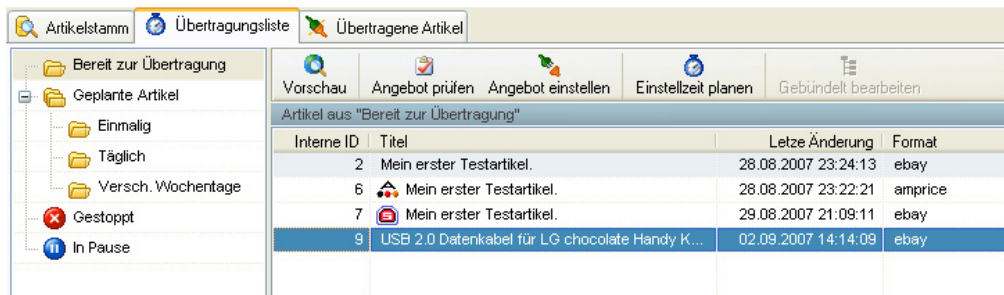 Artikelstamm Übertragungsliste Übertragene Artikel
Bereit zur Übertragung
Geplante Artikel
Einmalig
Täglich
Versch. Wochentage
Gestoppt
In Pause
Vorschau Angebot prüfen Angebot einstellen Einstellzeit planen Gebündelt bearbeiten
Artikel aus "Bereit zur Übertragung"
Interne ID Titel Letze Änderung Format
2 Mein erster Testartikel. 28.08.2007 23:24:13 ebay
6 Mein erster Testartikel. 28.08.2007 23:22:21 amprice
7 Mein erster Testartikel. 29.08.2007 21:09:11 ebay
9 USB 2.0 Datenkabel für LG chocolate Handy K... 02.09.2007 14:14:09 ebay